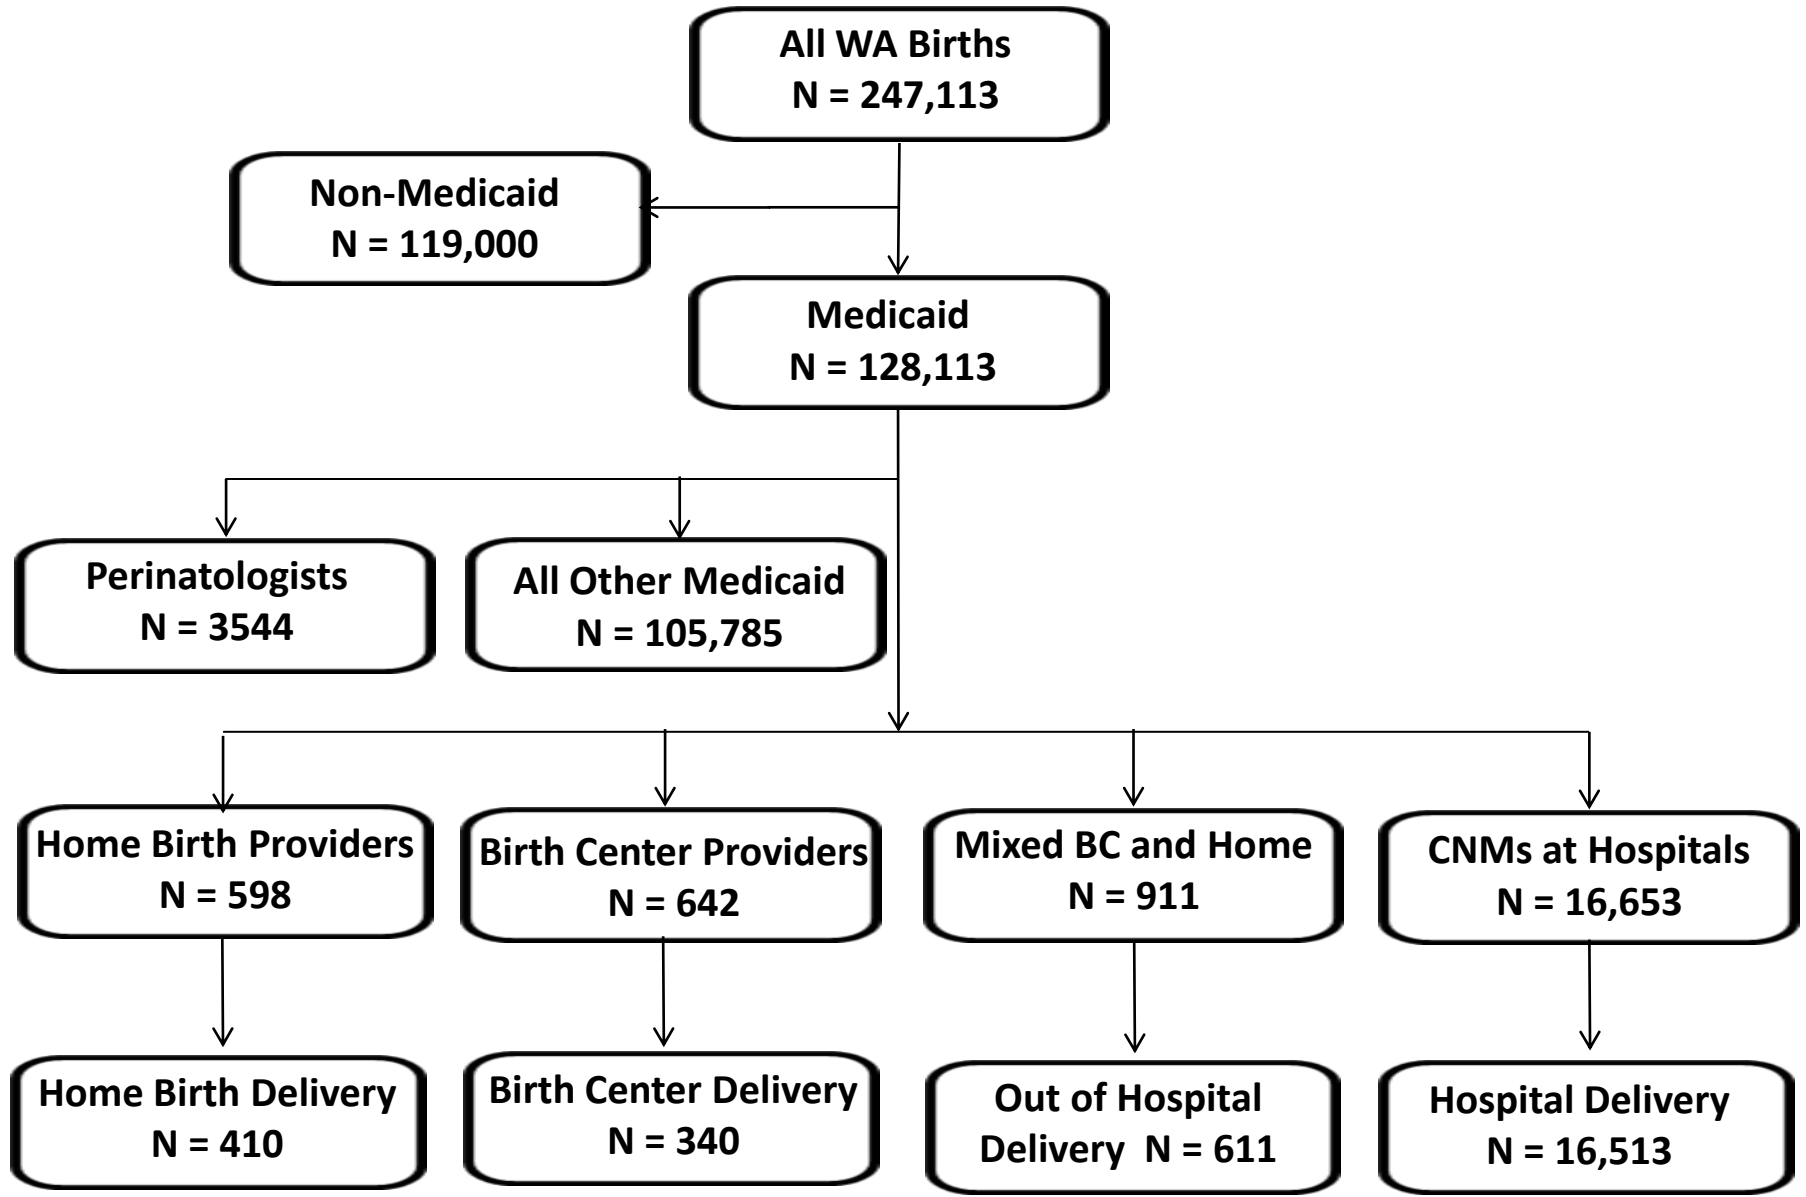 All WA Births
N = 247,113
Non-Medicaid
N = 119,000
Medicaid
N = 128,113
Perinatologists
N = 3544
All Other Medicaid
N = 105,785
Home Birth Providers
N = 598
Birth Center Providers
N = 642
Mixed BC and Home
N = 911
CNMs at Hospitals
N = 16,653
Home Birth Delivery
N = 410
Birth Center Delivery
N = 340
Out of Hospital
Delivery N = 611
Hospital Delivery
N = 16,513